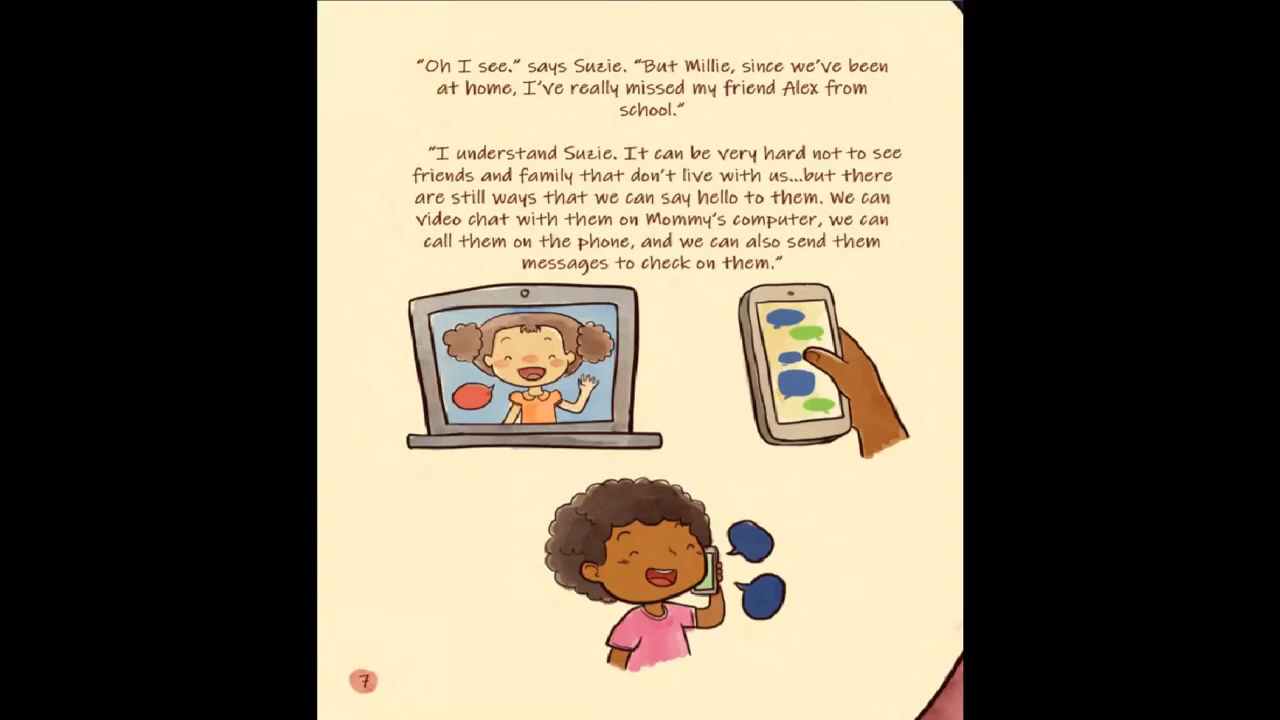 “Oh I see.” says Suzie. “But Millie, since we’ve been
at home, I’ve really missed my friend Alex from
school.”
“I understand Suzie. It can be very hard not to see
friends and family that don’t live with us...but there
are still ways that we can say hello to them. We can
video chat with them on Mommy’s computer, we can
call them on the phone, and we can also send them
messages to check on them.”
7